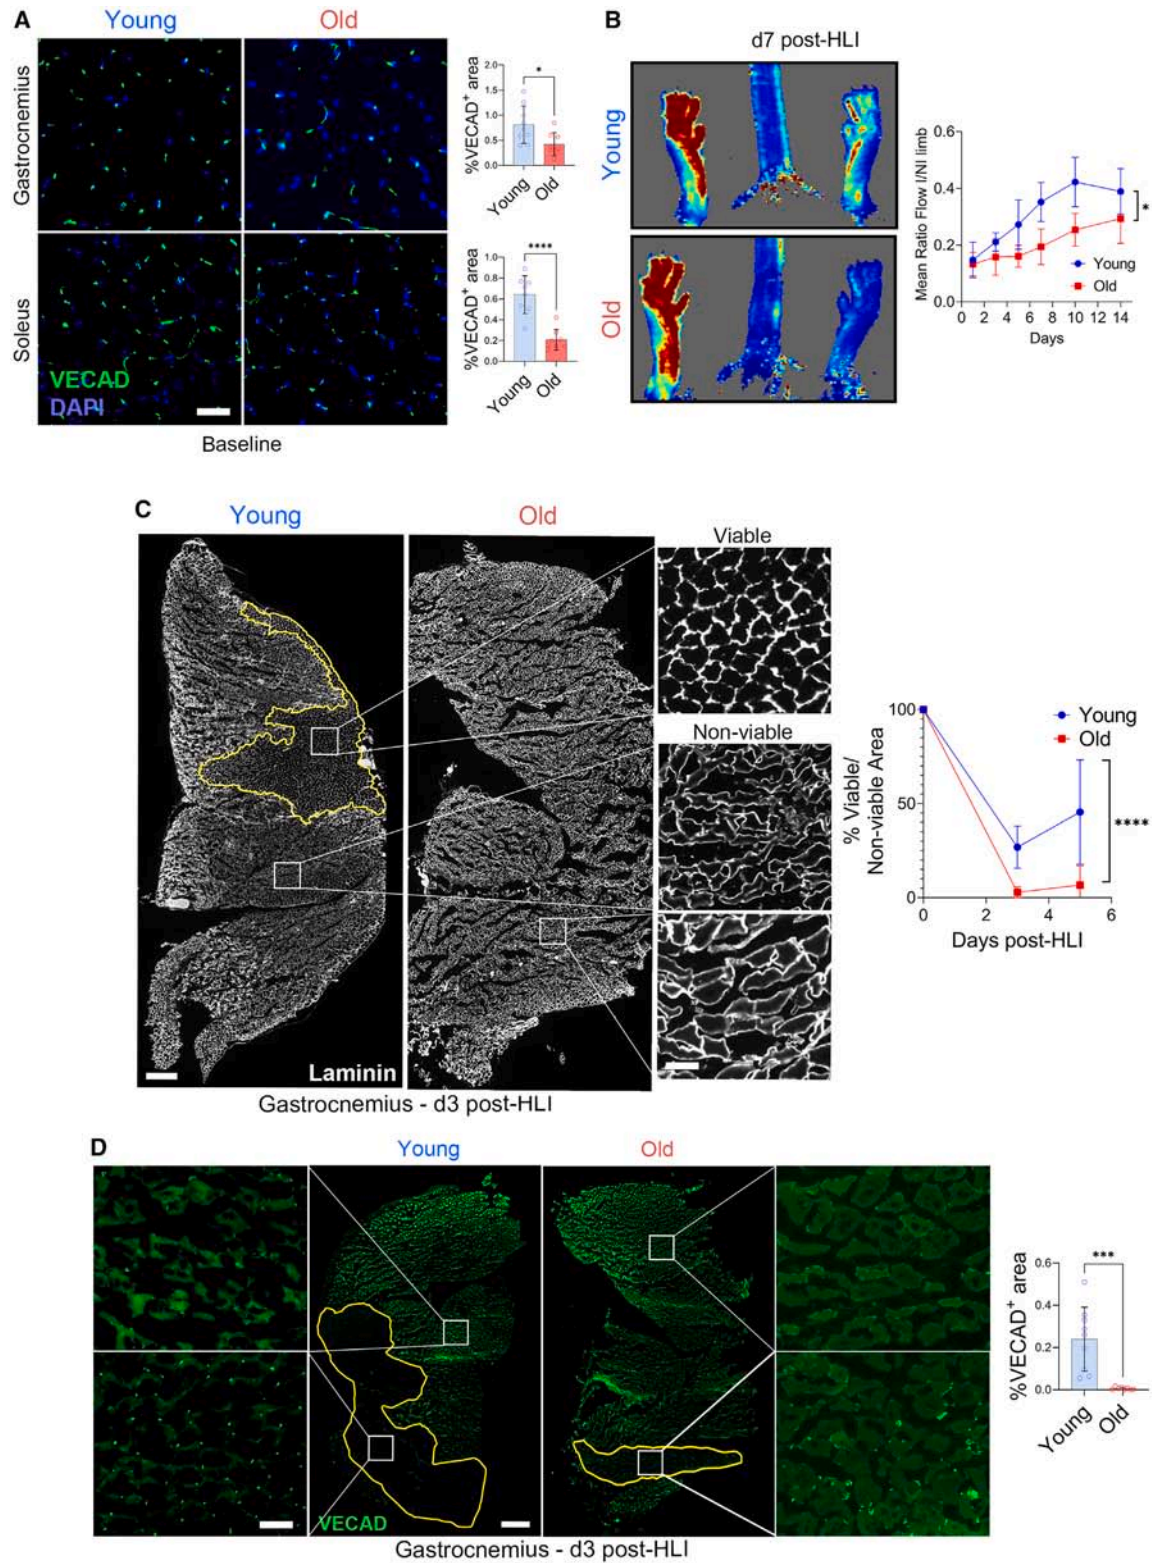 A
Young
Old
Gastrocnemius
Soleus
VECAD
DAPI
Baseline
%VECAD⁺ area
2.0
1.5
1.0
0.5
0.0
*
Young
Old
%VECAD⁺ area
1.0
0.8
0.6
0.4
0.2
0.0
****
Young
Old
B
d7 post-HLI
Young
Old
Mean Ratio Flow I/NI limb
0.6
0.4
0.2
0.0
*
Young
Old
0 2 4 6 8 10 12 14
Days
C
Young
Old
Viable
Non-viable
Laminin
Gastrocnemius - d3 post-HLI
% Viable/
Non-viable Area
100
50
0
Young
Old
****
0 2 4 6
Days post-HLI
D
Young
Old
VECAD
Gastrocnemius - d3 post-HLI
%VECAD⁺ area
0.6
0.4
0.2
0.0
***
Young
Old